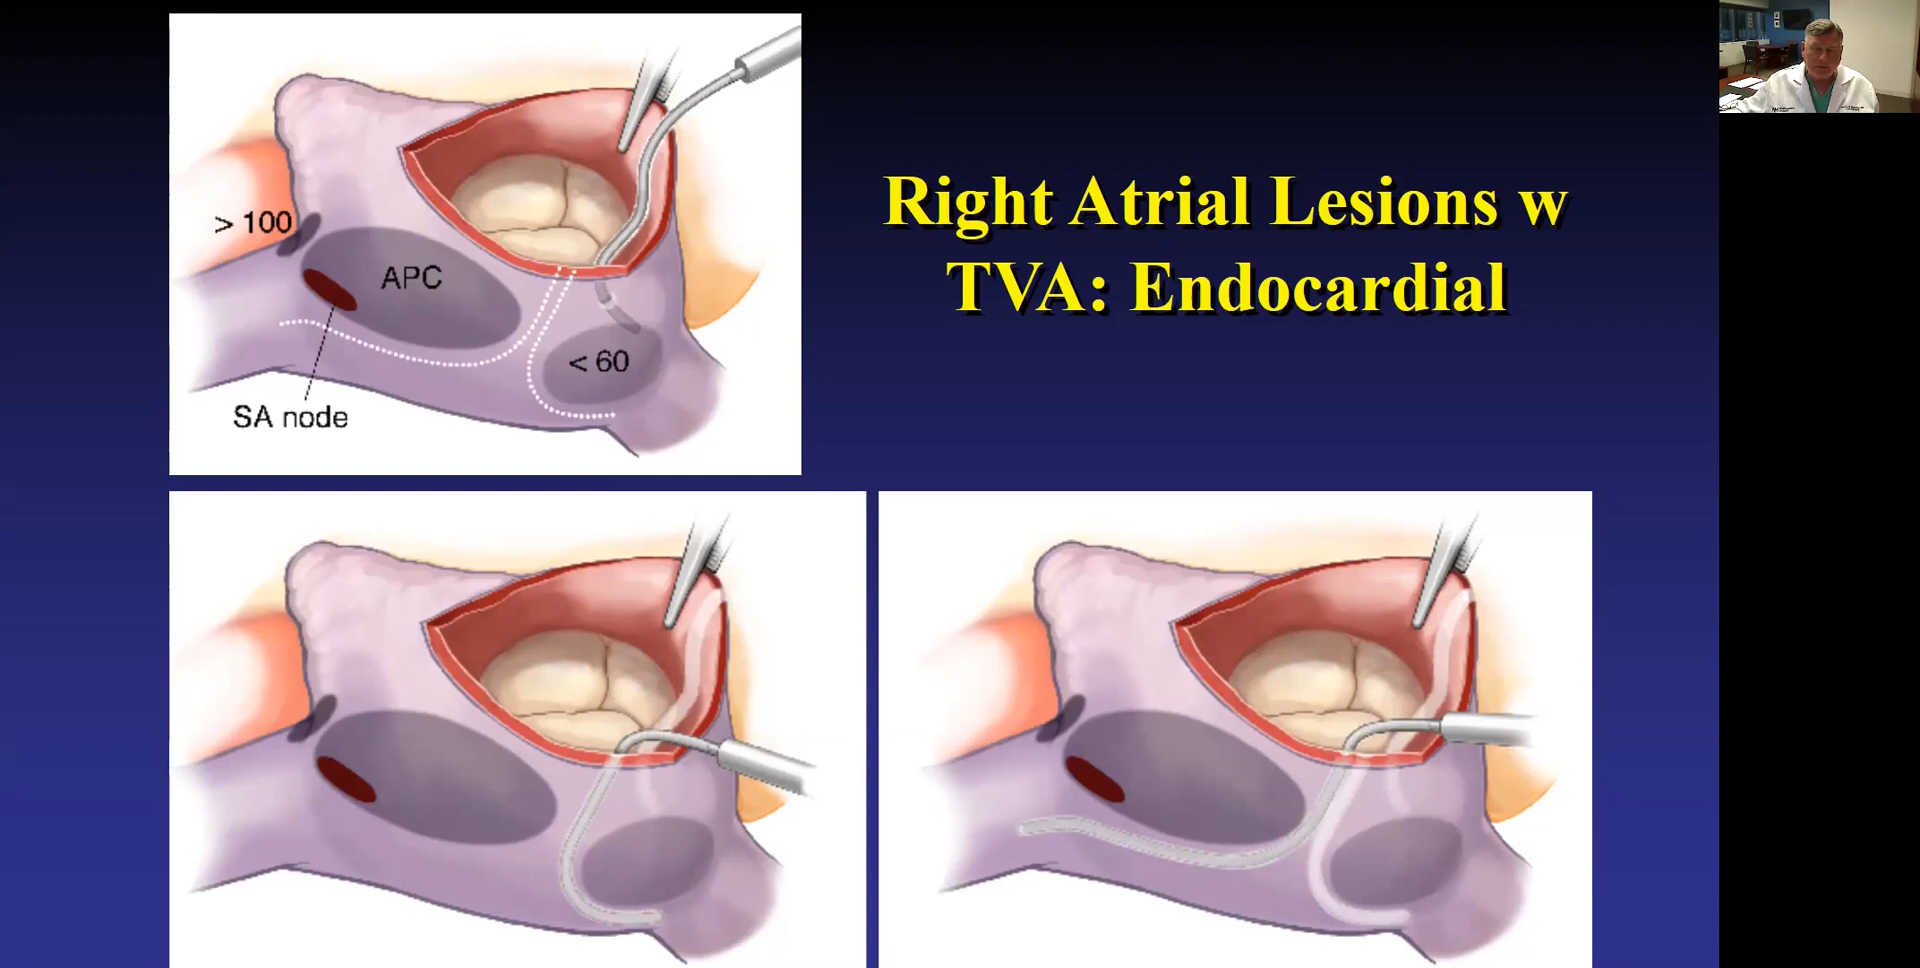 Right Atrial Lesions w
TVA: Endocardial
> 100
APC
< 60
SA node